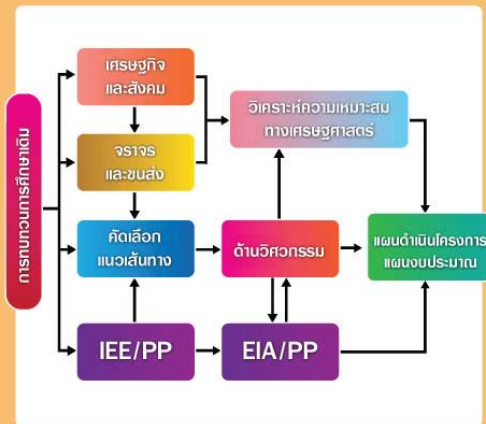 การทบทวนการศึกษาเดิม
เศรษฐกิจ
และสังคม
วิเคราะห์ความเหมาะสม
ทางเศรษฐศาสตร์
จราจร
และขนส่ง
คัดเลือก
แนวเส้นทาง
ด้านวิศวกรรม
แผนดำเนินโครงการ
แผนงบประมาณ
IEE/PP
EIA/PP